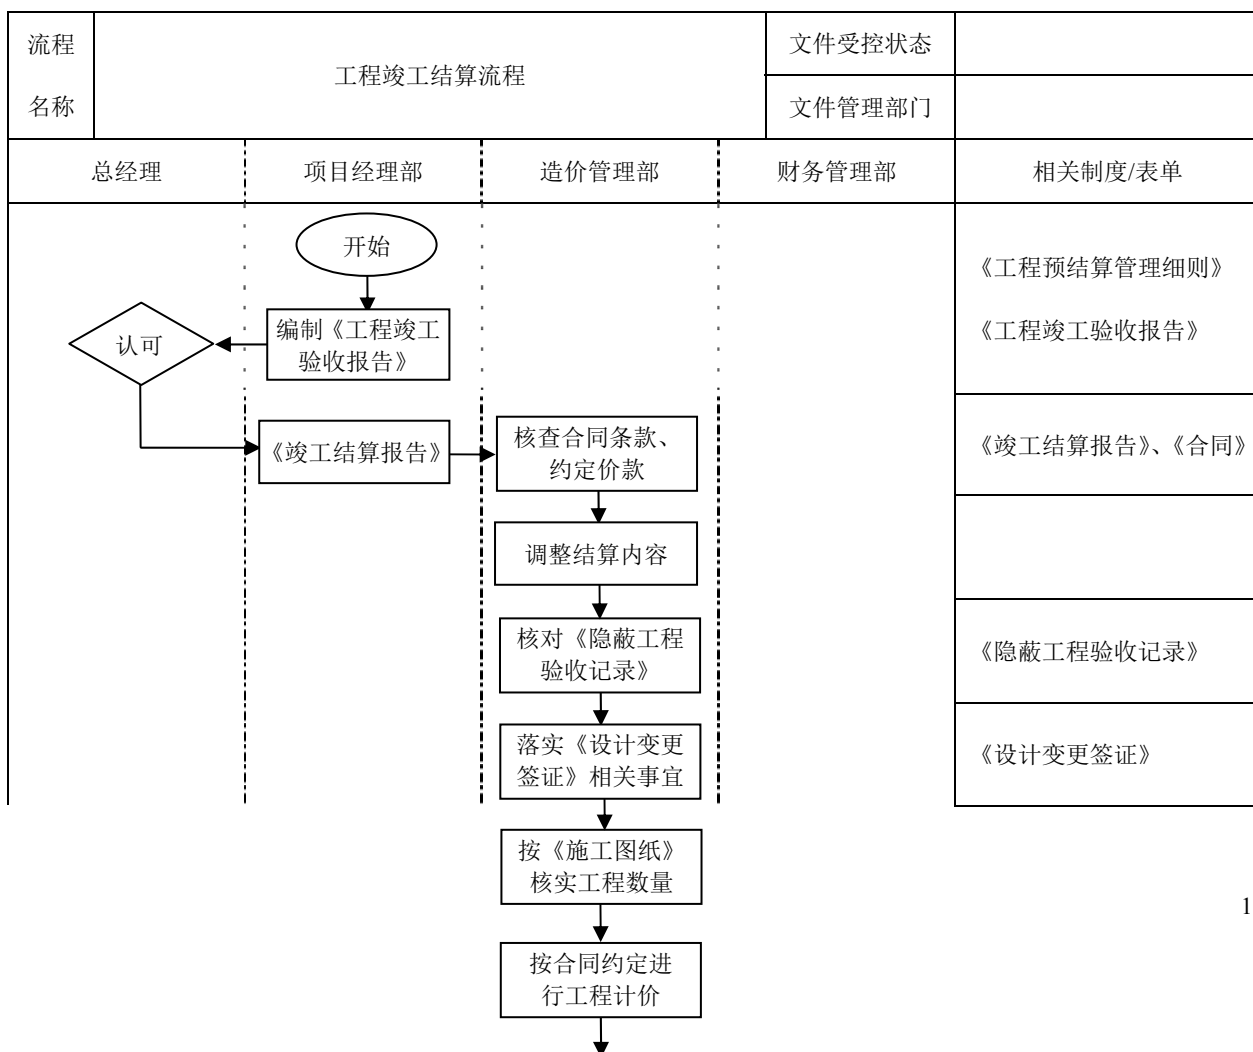 流程
名称
工程竣工结算流程
文件受控状态
文件管理部门
总经理
项目经理部
造价管理部
财务管理部
相关制度/表单
开始
《工程预结算管理细则》
编制《工程竣工
验收报告》
认可
《工程竣工验收报告》
《竣工结算报告》
核查合同条款、
约定价款
《竣工结算报告》、《合同》
调整结算内容
核对《隐蔽工程
验收记录》
《隐蔽工程验收记录》
落实《设计变更
签证》相关事宜
《设计变更签证》
按《施工图纸》
核实工程数量
1
按合同约定进
行工程计价